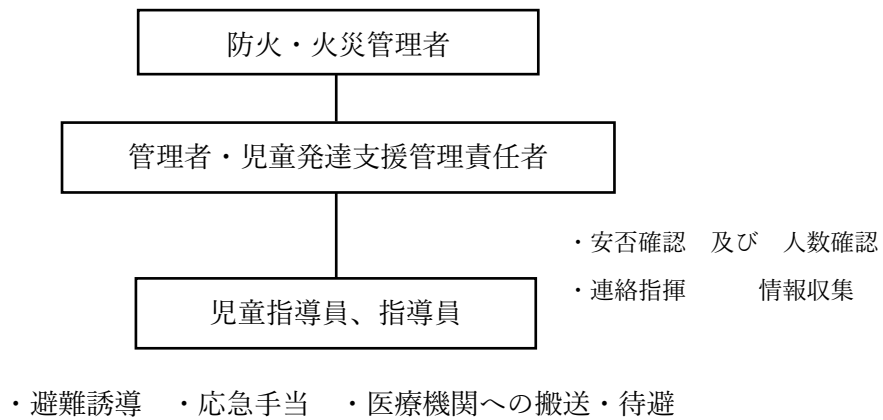 防火・火災管理者
管理者・児童発達支援管理責任者
・安否確認　及び　人数確認
・連絡指揮　　　情報収集
児童指導員、指導員
・避難誘導　・応急手当　・医療機関への搬送・待避